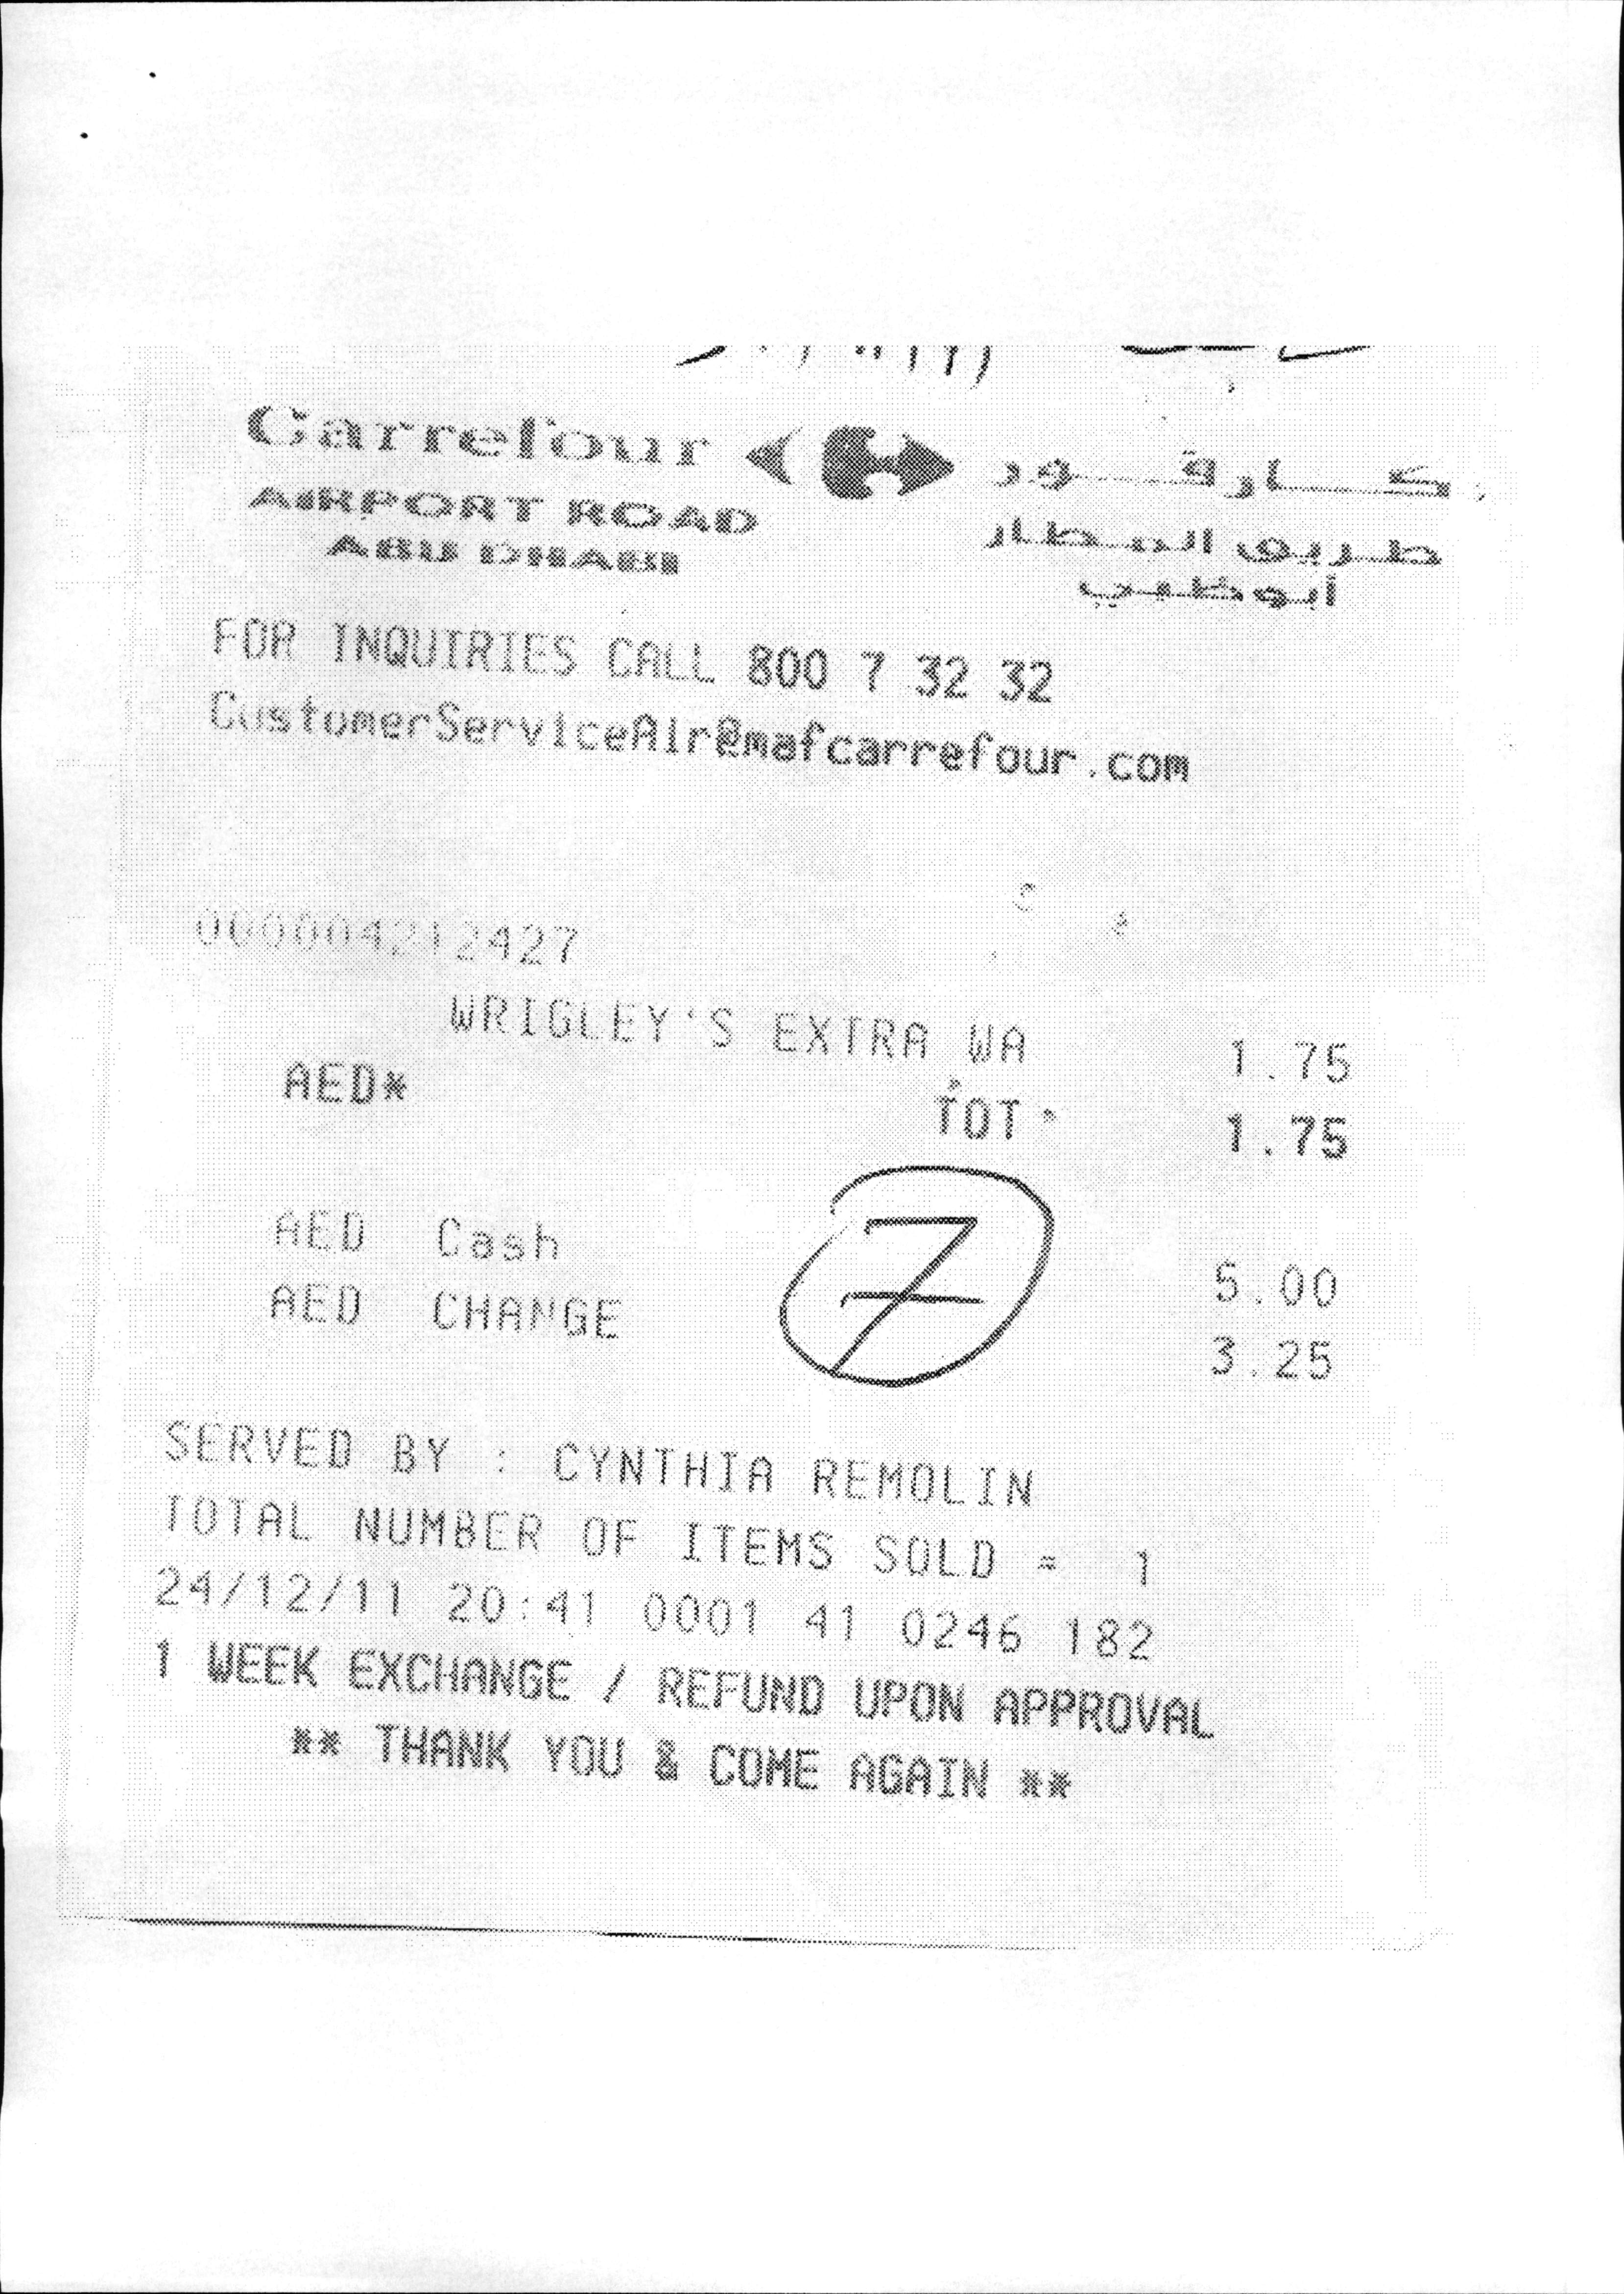 Carrefour كارفور
AIRPORT ROAD طريق المطار
ABU DHABI أبوظبي
FOR INQUIRIES CALL 800 7 32 32
CustomerServiceAir@mafcarrefour.com
000004212427
WRIGLEY'S EXTRA WA 1.75
AED* TOT 1.75
7
AED Cash 5.00
AED CHANGE 3.25
SERVED BY : CYNTHIA REMOLIN
TOTAL NUMBER OF ITEMS SOLD = 1
24/12/11 20:41 0001 41 0246 182
1 WEEK EXCHANGE / REFUND UPON APPROVAL
** THANK YOU & COME AGAIN **